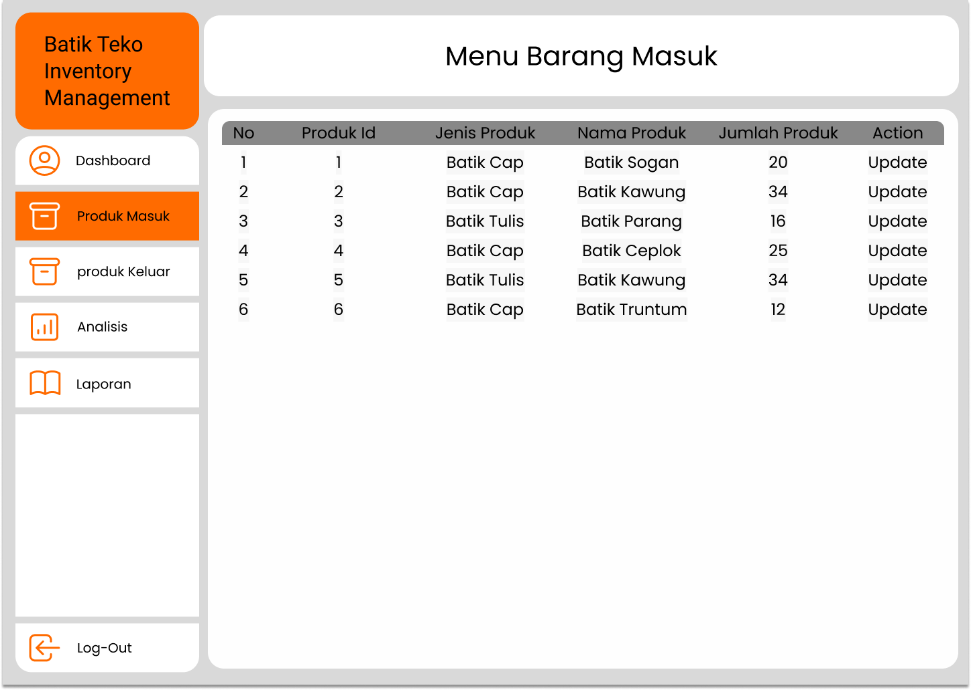 Batik Teko
Inventory
Management
Menu Barang Masuk
Dashboard
Produk Masuk
produk Keluar
Analisis
Laporan
Log-Out
No Produk Id Jenis Produk Nama Produk Jumlah Produk Action
1 1 Batik Cap Batik Sogan 20 Update
2 2 Batik Cap Batik Kawung 34 Update
3 3 Batik Tulis Batik Parang 16 Update
4 4 Batik Cap Batik Ceplok 25 Update
5 5 Batik Tulis Batik Kawung 34 Update
6 6 Batik Cap Batik Truntum 12 Update